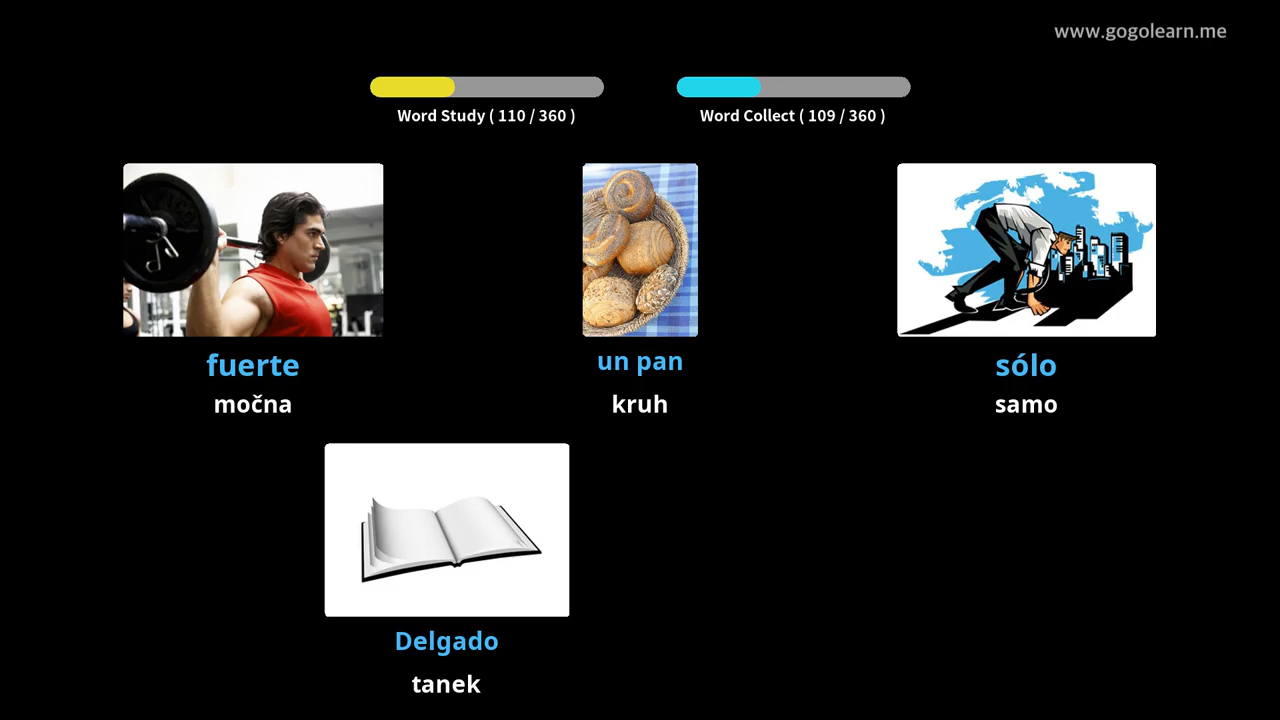 www.gogolearn.me
Word Study ( 110 / 360 )
Word Collect ( 109 / 360 )
fuerte
močna
un pan
kruh
sólo
samo
Delgado
tanek